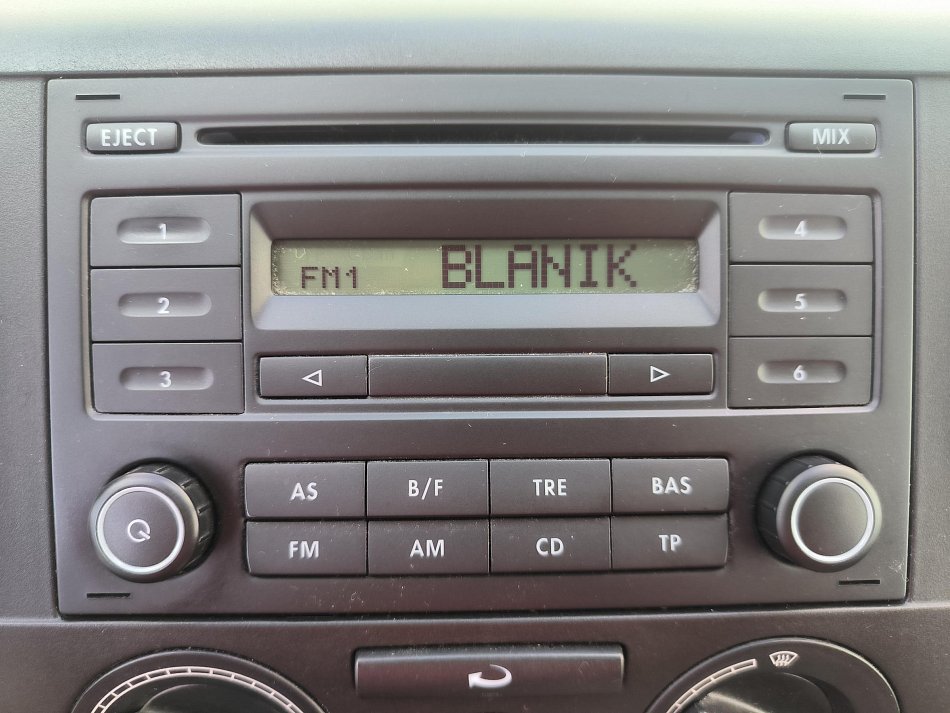 EJECT MIX
1 4
FM1 BLANIK
2 5
3 6
AS B/F TRE BAS
FM AM CD TP